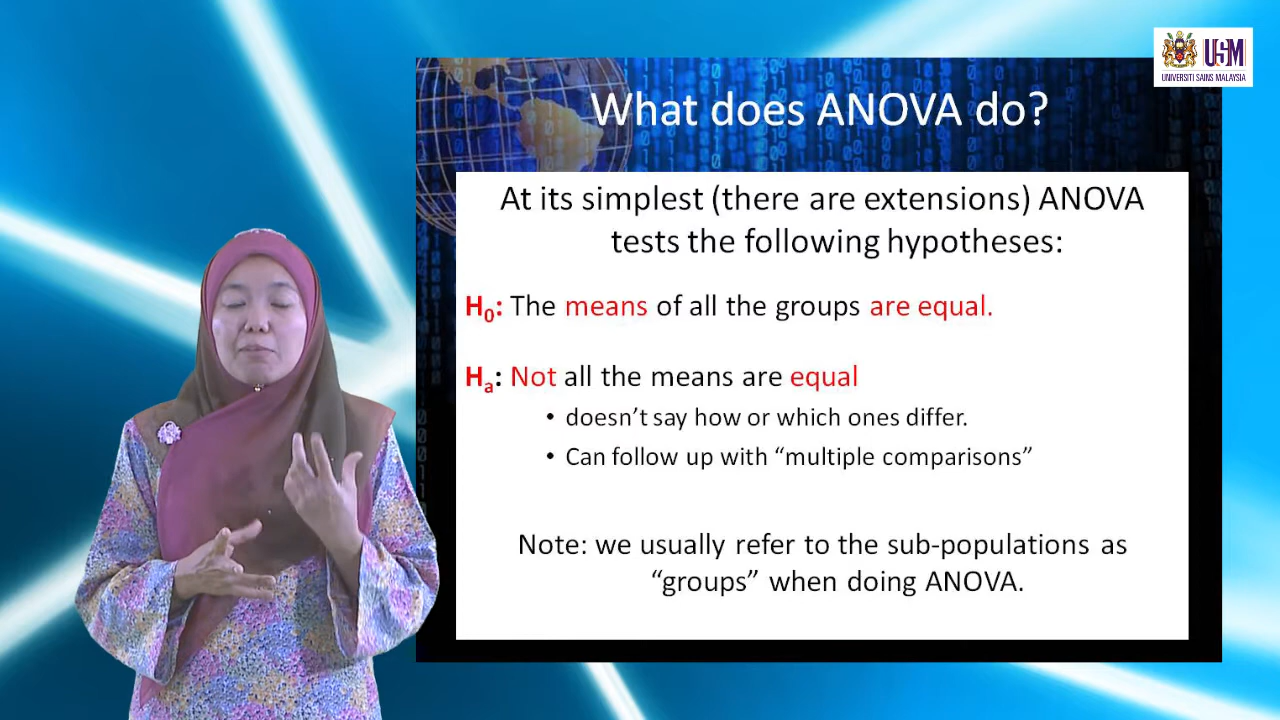 USM
UNIVERSITI SAINS MALAYSIA
What does ANOVA do?
At its simplest (there are extensions) ANOVA
tests the following hypotheses:
H₀: The means of all the groups are equal.
Hₐ: Not all the means are equal
• doesn’t say how or which ones differ.
• Can follow up with “multiple comparisons”
Note: we usually refer to the sub-populations as
“groups” when doing ANOVA.